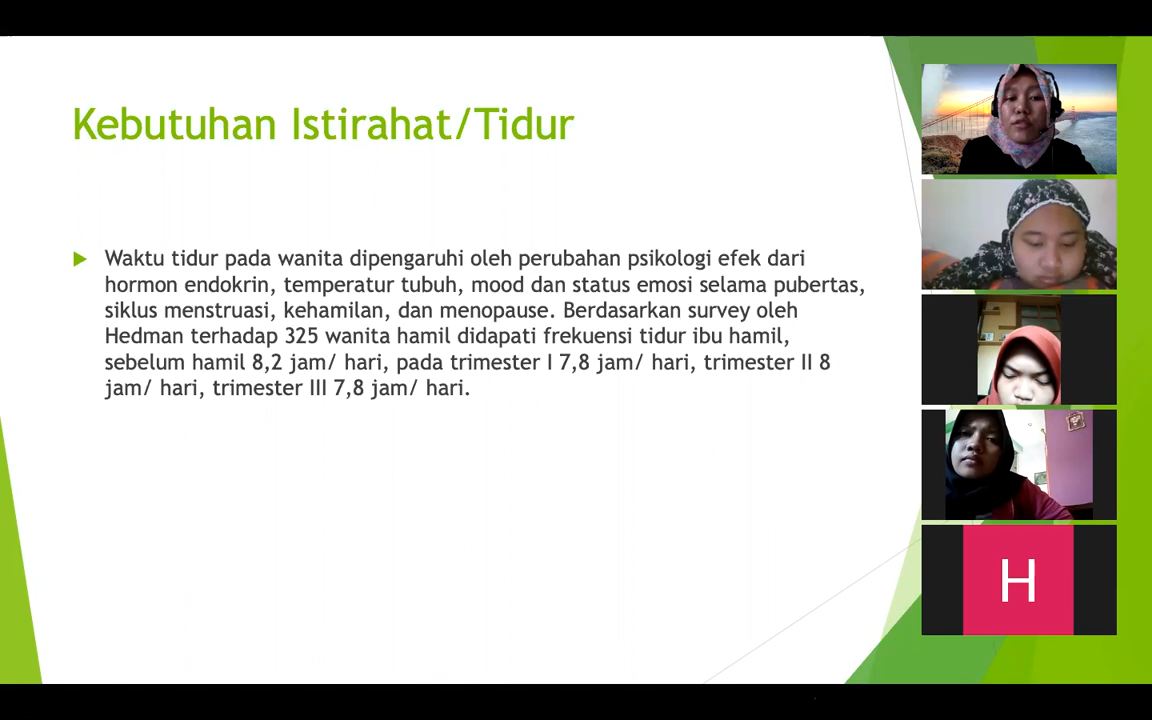 Kebutuhan Istirahat/Tidur
Waktu tidur pada wanita dipengaruhi oleh perubahan psikologi efek dari
hormon endokrin, temperatur tubuh, mood dan status emosi selama pubertas,
siklus menstruasi, kehamilan, dan menopause. Berdasarkan survey oleh
Hedman terhadap 325 wanita hamil didapati frekuensi tidur ibu hamil,
sebelum hamil 8,2 jam/ hari, pada trimester I 7,8 jam/ hari, trimester II 8
jam/ hari, trimester III 7,8 jam/ hari.
H